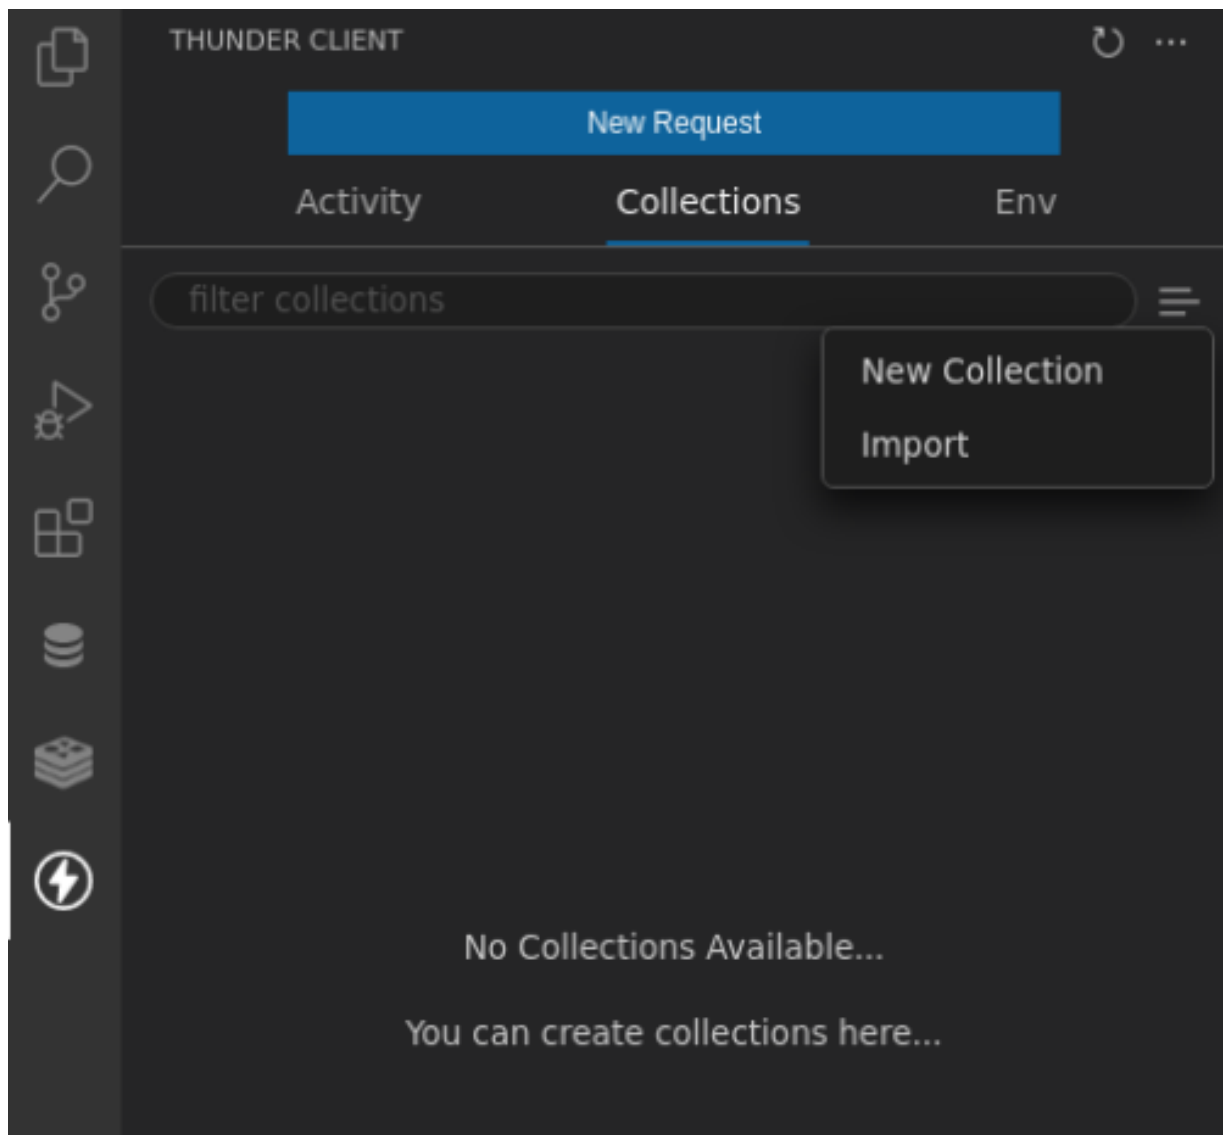 THUNDER CLIENT
New Request
Activity Collections Env
filter collections
New Collection
Import
No Collections Available...
You can create collections here...